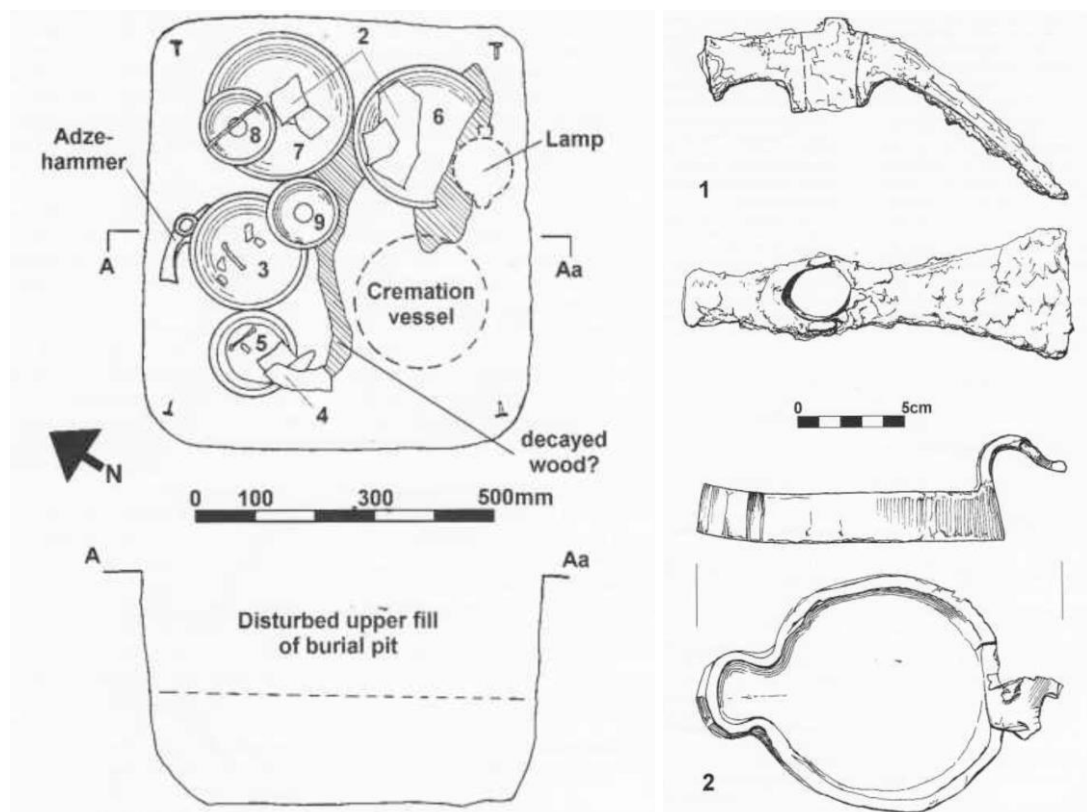 2
6
Adze-
hammer
8
7
Lamp
9
A
Aa
3
Cremation
vessel
5
4
N
decayed
wood?
0 100 300 500mm
A
Aa
Disturbed upper fill
of burial pit
1
0 5cm
2